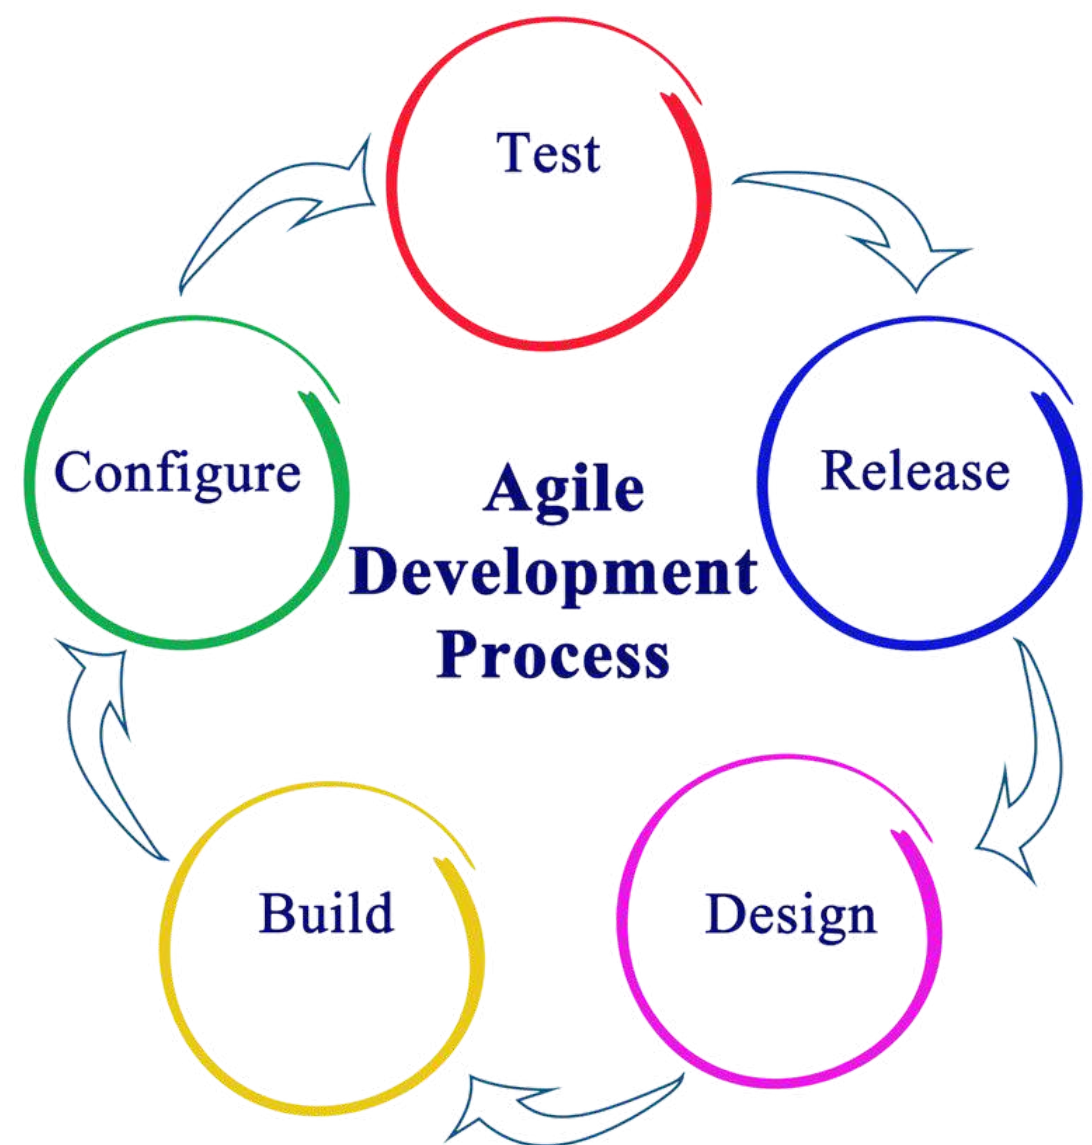 Test
Configure
Release
Agile
Development
Process
Build
Design